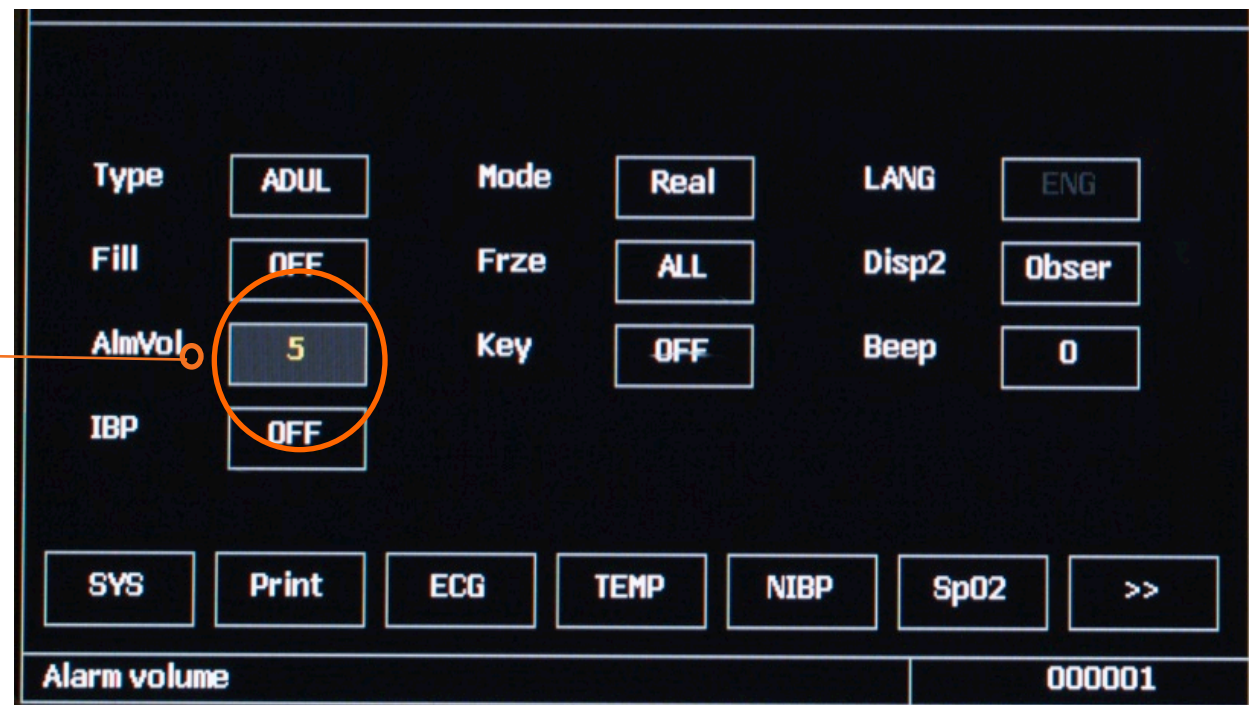 Type ADUL Mode Real LANG ENG
Fill OFF Frze ALL Disp2 Obser
AlmVol 5 Key OFF Beep 0
IBP OFF
SYS Print ECG TEMP NIBP SpO2 >>
Alarm volume 000001